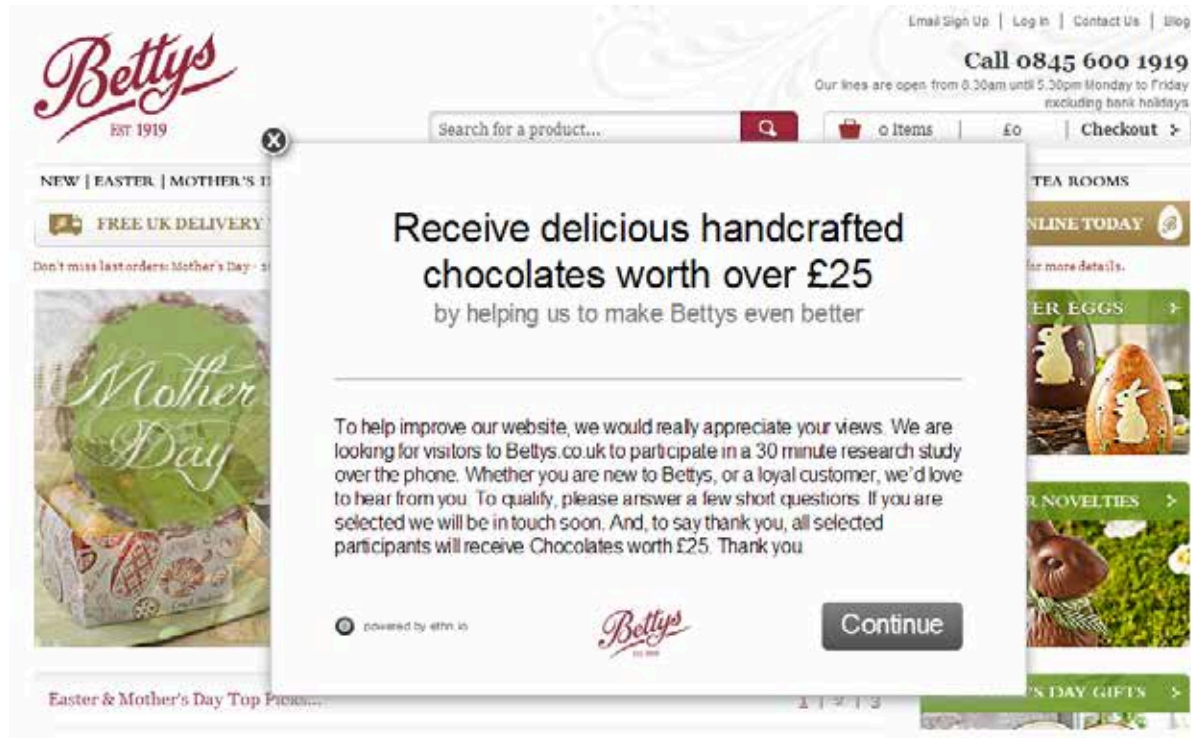 Email Sign Up | Log in | Contact Us | Blog
Bettys
EST 1919
Call 0845 600 1919
Our lines are open from 8.30am until 5.30pm Monday to Friday
excluding bank holidays
Search for a product...
0 Items | £0 | Checkout >
X
NEW | EASTER | MOTHER'S
TEA ROOMS
FREE UK DELIVERY
ONLINE TODAY
Don't miss last orders: Mother's Day -
for more details.
Receive delicious handcrafted
chocolates worth over £25
by helping us to make Bettys even better
Mother
Day
EGGS >
To help improve our website, we would really appreciate your views. We are
looking for visitors to Bettys.co.uk to participate in a 30 minute research study
over the phone. Whether you are new to Bettys, or a loyal customer, we'd love
to hear from you. To qualify, please answer a few short questions. If you are
selected we will be in touch soon. And, to say thank you, all selected
participants will receive Chocolates worth £25. Thank you
NOVELTIES >
powered by ethn.io
Bettys
EST 1919
Continue
Easter & Mother's Day Top Picks...
1 | 2 | 3
'S DAY GIFTS >